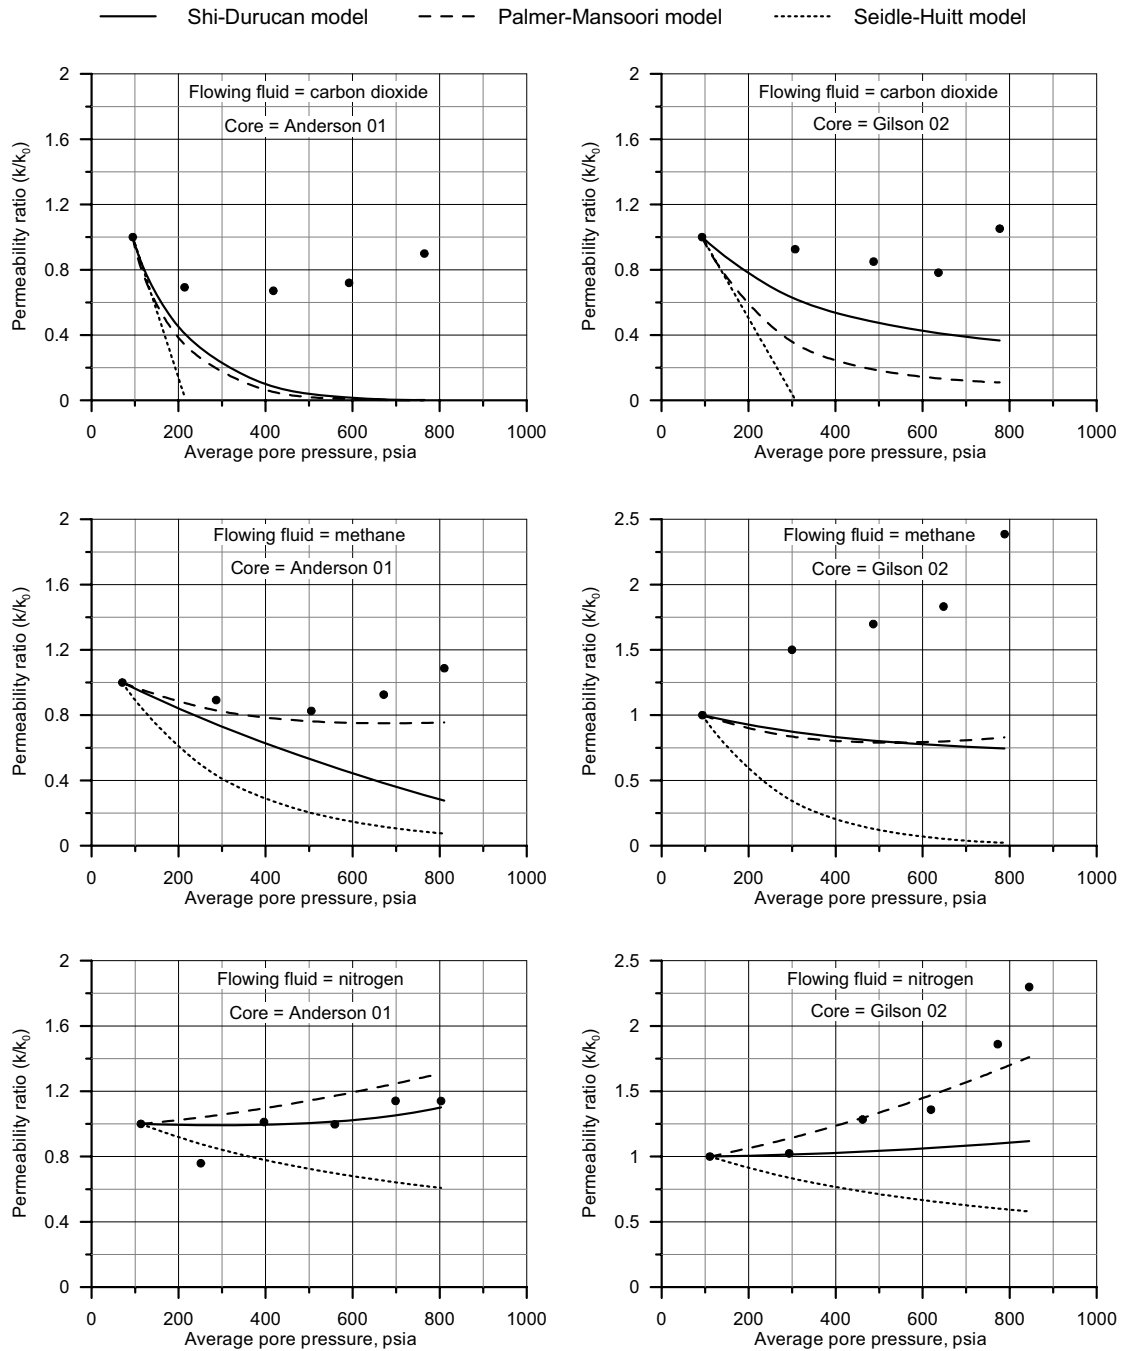 Shi-Durucan model Palmer-Mansoori model Seidle-Huitt model
Flowing fluid = carbon dioxide
Core = Anderson 01
Permeability ratio (k/k₀)
2
1.6
1.2
0.8
0.4
0
0 200 400 600 800 1000
Average pore pressure, psia
Flowing fluid = carbon dioxide
Core = Gilson 02
Permeability ratio (k/k₀)
2
1.6
1.2
0.8
0.4
0
0 200 400 600 800 1000
Average pore pressure, psia
Flowing fluid = methane
Core = Anderson 01
Permeability ratio (k/k₀)
2
1.6
1.2
0.8
0.4
0
0 200 400 600 800 1000
Average pore pressure, psia
Flowing fluid = methane
Core = Gilson 02
Permeability ratio (k/k₀)
2.5
2
1.5
1
0.5
0
0 200 400 600 800 1000
Average pore pressure, psia
Flowing fluid = nitrogen
Core = Anderson 01
Permeability ratio (k/k₀)
2
1.6
1.2
0.8
0.4
0
0 200 400 600 800 1000
Average pore pressure, psia
Flowing fluid = nitrogen
Core = Gilson 02
Permeability ratio (k/k₀)
2.5
2
1.5
1
0.5
0
0 200 400 600 800 1000
Average pore pressure, psia